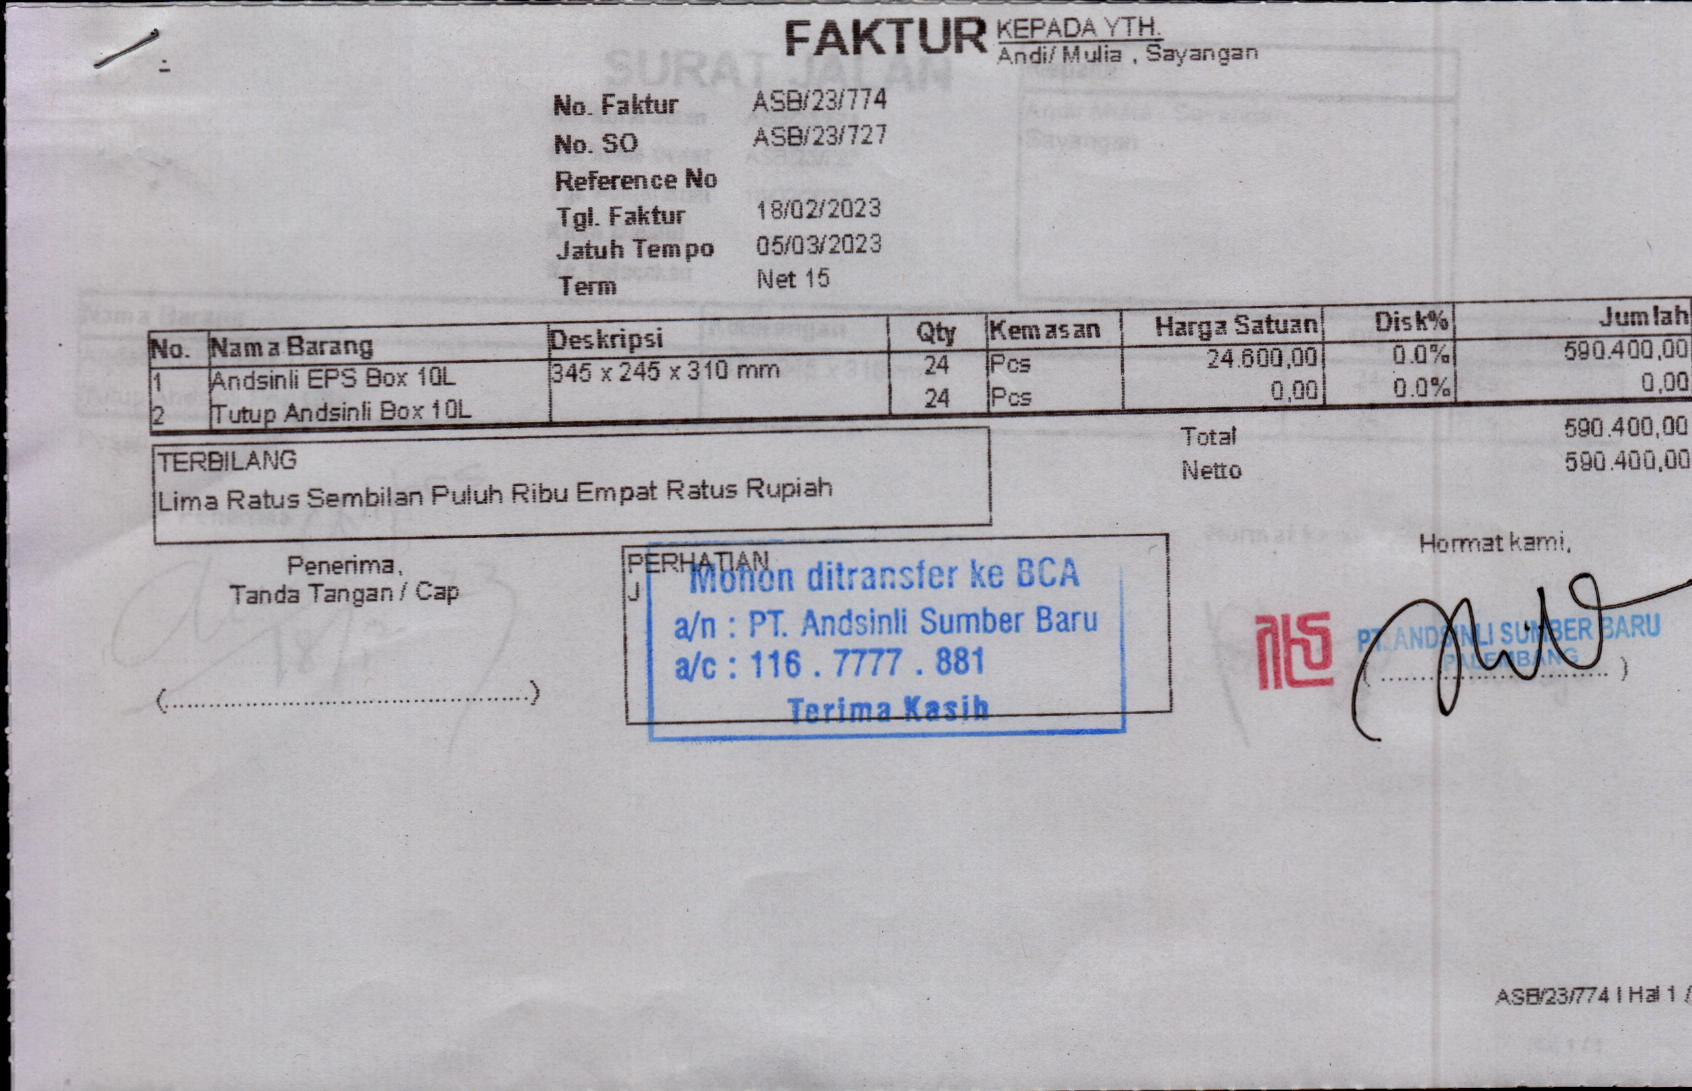 FAKTUR KEPADA YTH.
Andi/ Mulia , Sayangan
No. Faktur ASB/23/774
No. SO ASB/23/727
Reference No
Tgl. Faktur 18/02/2023
Jatuh Tempo 05/03/2023
Term Net 15
No. Nama Barang Deskripsi Qty Kemasan Harga Satuan Disk% Jumlah
1 Andsinli EPS Box 10L 345 x 245 x 310 mm 24 Pcs 24.600,00 0.0% 590.400,00
2 Tutup Andsinli Box 10L 24 Pcs 0,00 0.0% 0,00
Total 590.400,00
Netto 590.400,00
TERBILANG
Lima Ratus Sembilan Puluh Ribu Empat Ratus Rupiah
Penerima,
Tanda Tangan / Cap
(........................................................)
PERHATIAN
J
Mohon ditransfer ke BCA
a/n : PT. Andsinli Sumber Baru
a/c : 116 . 7777 . 881
Terima Kasih
Hormat kami,
PT. ANDSINLI SUMBER BARU
PALEMBANG
(...................................)
ASB/23/774 I Hal 1 /